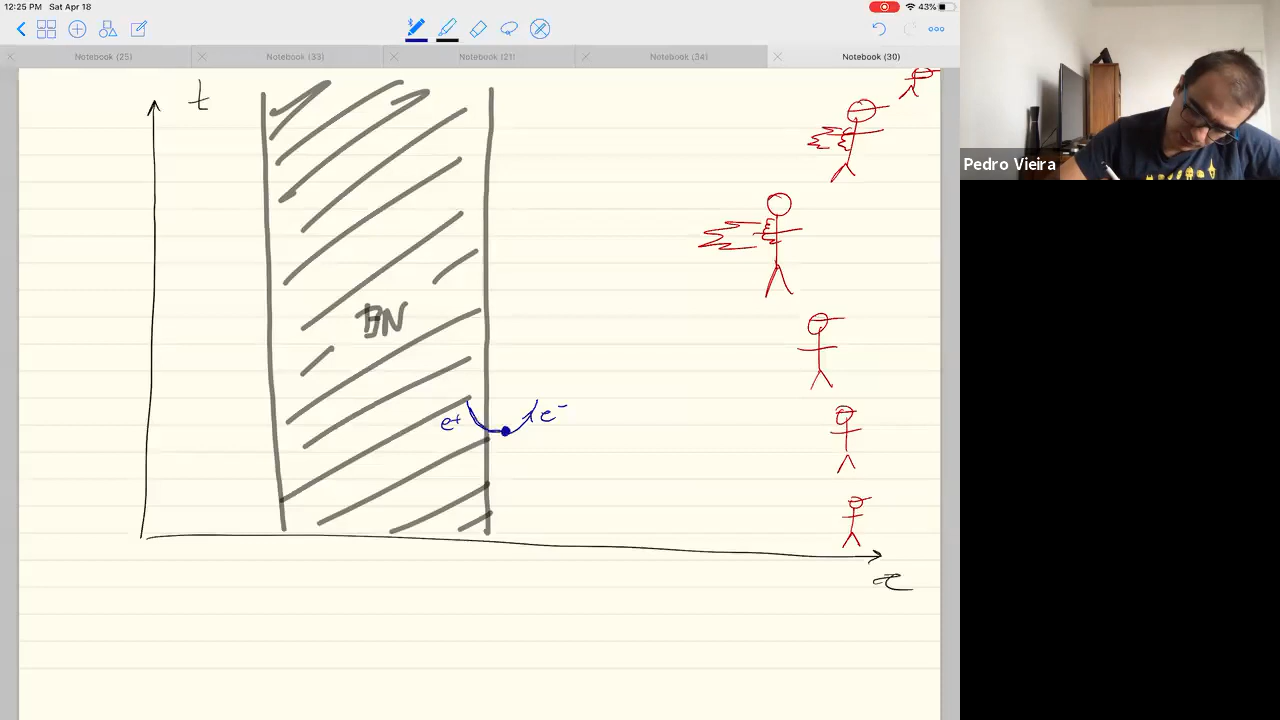 12:25 PM Sat Apr 18
43%
Notebook (25)
Notebook (33)
Notebook (21)
Notebook (34)
Notebook (30)
t
BN
e+
e-
x
Pedro Vieira